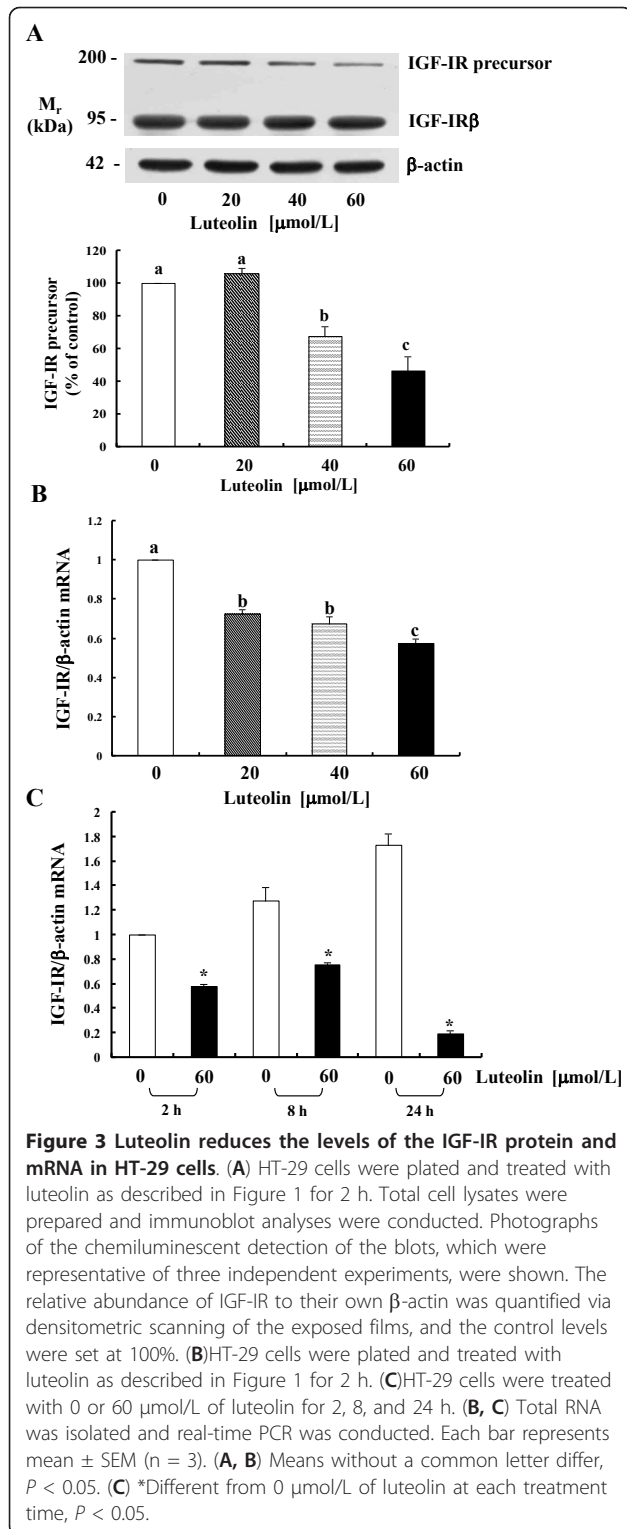 A
200 -
IGF-IR precursor
M_r
(kDa)
95 -
IGF-IRβ
42 -
β-actin
0 20 40 60
Luteolin [μmol/L]
IGF-IR precursor
(% of control)
120
100
80
60
40
20
0
a a b c
0 20 40 60
Luteolin [μmol/L]
B
IGF-IR/β-actin mRNA
1.2
1
0.8
0.6
0.4
0.2
0
a b b c
0 20 40 60
Luteolin [μmol/L]
C
IGF-IR/β-actin mRNA
2
1.8
1.6
1.4
1.2
1
0.8
0.6
0.4
0.2
0
* * *
0 60 0 60 0 60 Luteolin [μmol/L]
2 h 8 h 24 h
Figure 3 Luteolin reduces the levels of the IGF-IR protein and
mRNA in HT-29 cells. (A) HT-29 cells were plated and treated with
luteolin as described in Figure 1 for 2 h. Total cell lysates were
prepared and immunoblot analyses were conducted. Photographs
of the chemiluminescent detection of the blots, which were
representative of three independent experiments, were shown. The
relative abundance of IGF-IR to their own β-actin was quantified via
densitometric scanning of the exposed films, and the control levels
were set at 100%. (B)HT-29 cells were plated and treated with
luteolin as described in Figure 1 for 2 h. (C)HT-29 cells were treated
with 0 or 60 μmol/L of luteolin for 2, 8, and 24 h. (B, C) Total RNA
was isolated and real-time PCR was conducted. Each bar represents
mean ± SEM (n = 3). (A, B) Means without a common letter differ,
P < 0.05. (C) *Different from 0 μmol/L of luteolin at each treatment
time, P < 0.05.